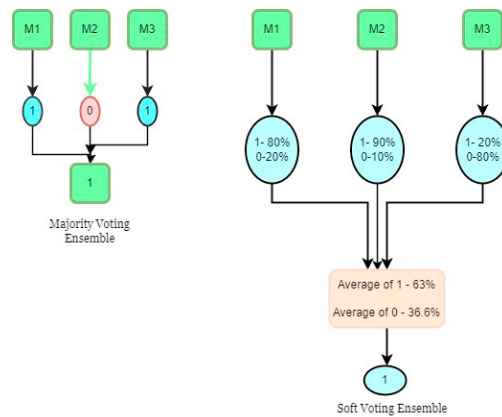 M1 M2 M3
1 0 1
1
Majority Voting
Ensemble
M1 M2 M3
1- 80% 1- 90% 1- 20%
0-20% 0-10% 0-80%
Average of 1 - 63%
Average of 0 - 36.6%
1
Soft Voting Ensemble